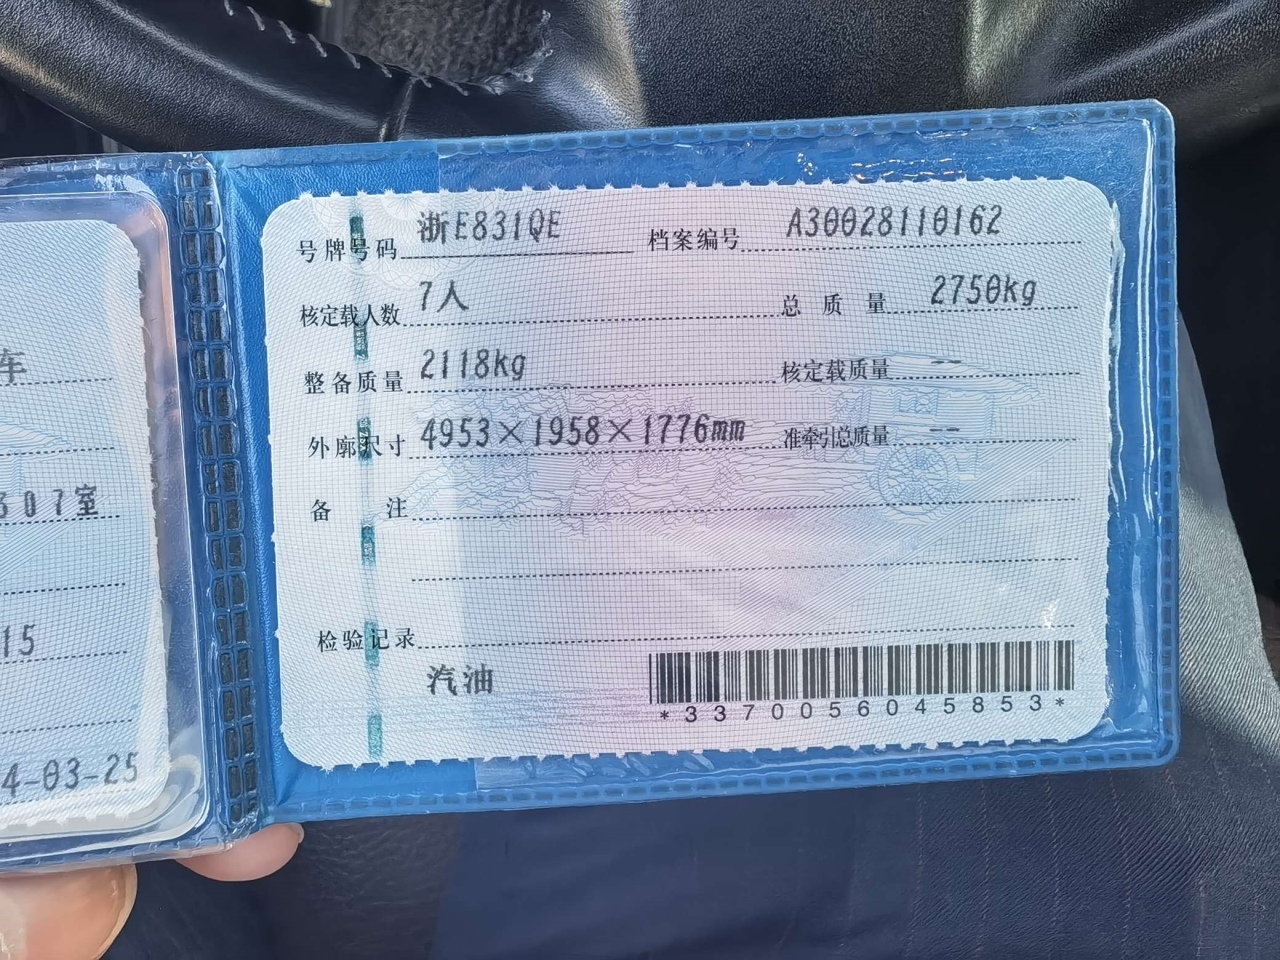 号牌号码 浙E831QE 档案编号 A30028110162
核定载人数 7人 总质量 2750kg
整备质量 2118kg 核定载质量 --
外廓尺寸 4953×1958×1776mm 准牵引总质量 --
备注
检验记录
汽油
*3370056045853*
车
307室
15
4-03-25